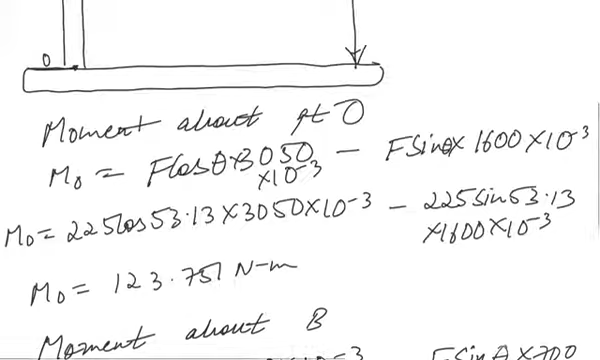 O
Moment about pt O
M₀ = Fcosθ×3050 ×10⁻³ − Fsinθ×1600×10⁻³
M₀ = 225cos53.13×3050×10⁻³ − 225sin53.13 ×1600×10⁻³
M₀ = 123.751 N-m
Moment about B